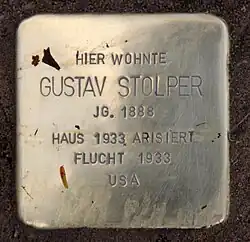 HIER WOHNTE
GUSTAV STOLPER
JG. 1888
HAUS 1933 ARISIERT
FLUCHT 1933
USA